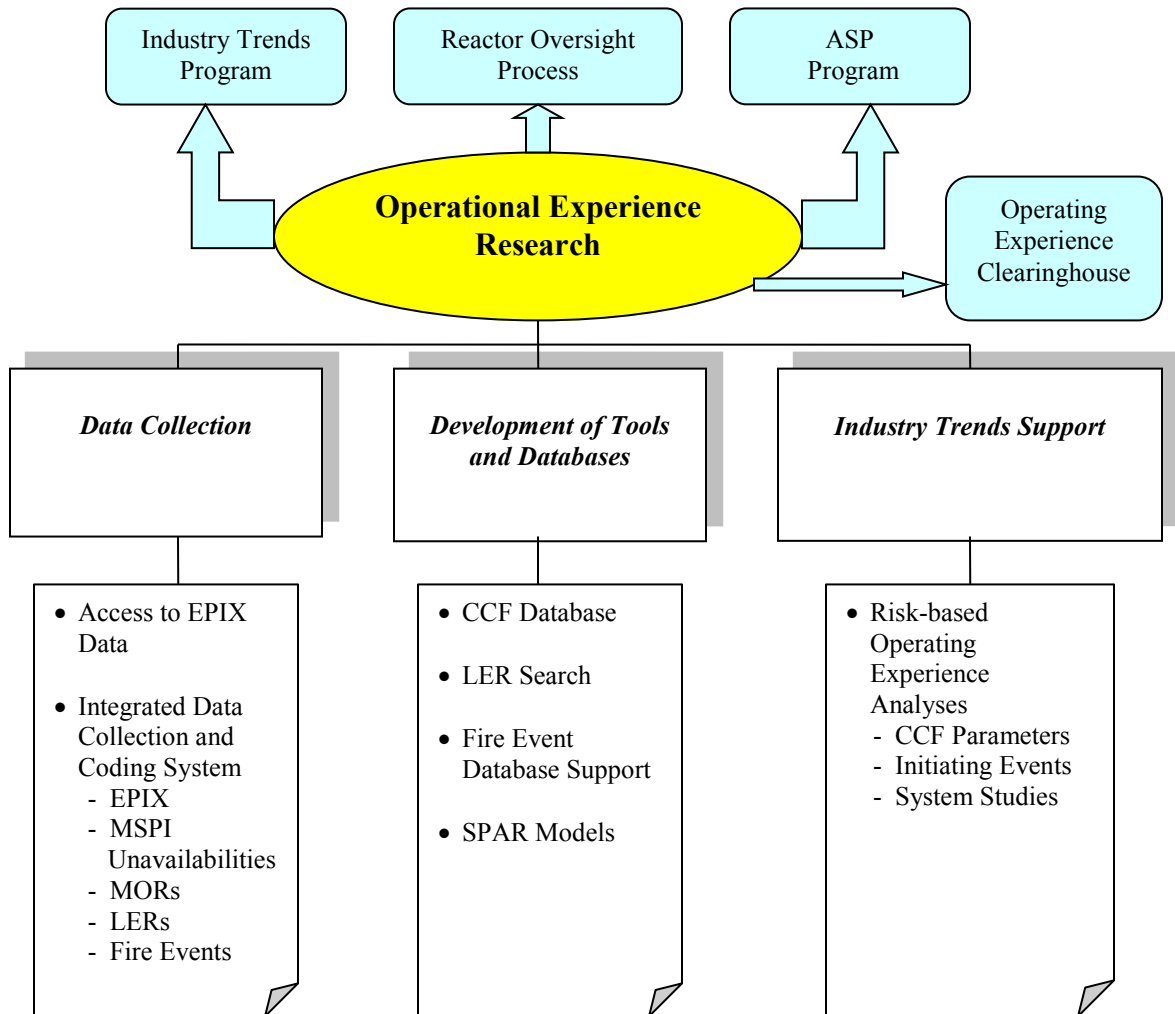 Industry Trends
Program
Reactor Oversight
Process
ASP
Program
Operational Experience
Research
Operating
Experience
Clearinghouse
Data Collection
Development of Tools
and Databases
Industry Trends Support
• Access to EPIX
Data
• Integrated Data
Collection and
Coding System
- EPIX
- MSPI
Unavailabilities
- MORs
- LERs
- Fire Events
• CCF Database
• LER Search
• Fire Event
Database Support
• SPAR Models
• Risk-based
Operating
Experience
Analyses
- CCF Parameters
- Initiating Events
- System Studies